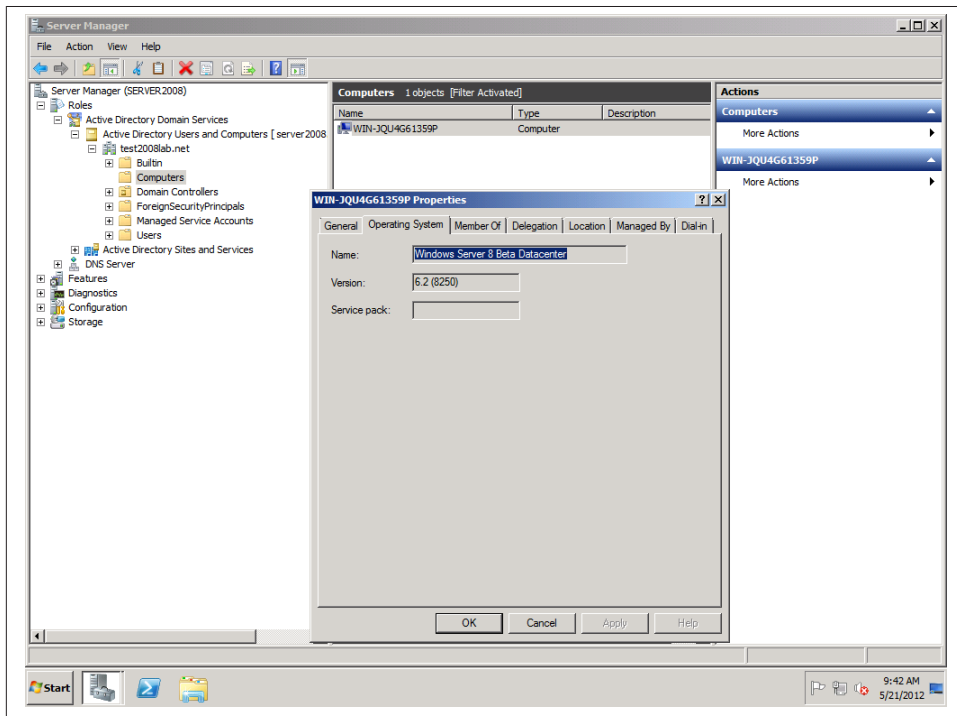 Server Manager
File Action View Help
Server Manager (SERVER2008)
Roles
Active Directory Domain Services
Active Directory Users and Computers [ server2008
test2008lab.net
Builtin
Computers
Domain Controllers
ForeignSecurityPrincipals
Managed Service Accounts
Users
Active Directory Sites and Services
DNS Server
Features
Diagnostics
Configuration
Storage
Computers 1 objects [Filter Activated]
Name Type Description
WIN-JQU4G61359P Computer
Actions
Computers
More Actions
WIN-JQU4G61359P
More Actions
WIN-JQU4G61359P Properties
General Operating System Member Of Delegation Location Managed By Dial-in
Name: Windows Server 8 Beta Datacenter
Version: 6.2 (8250)
Service pack:
OK Cancel Apply Help
Start
9:42 AM
5/21/2012